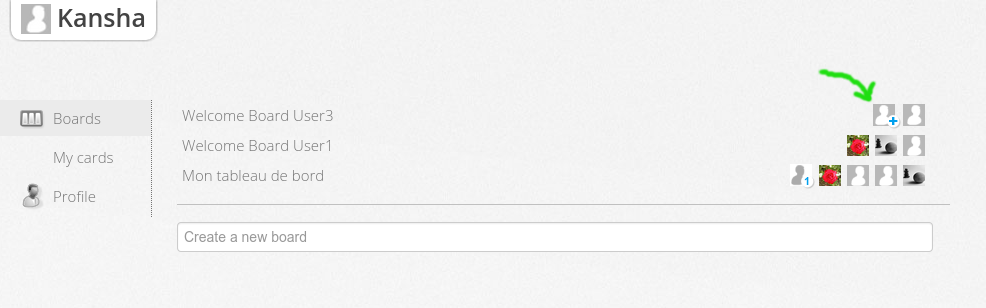 Kansha
Boards
My cards
Profile
Welcome Board User3
Welcome Board User1
Mon tableau de bord
1
Create a new board